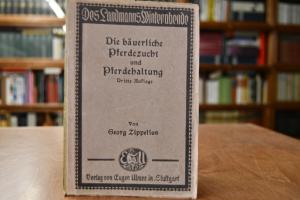 Des Landmanns Winterabende
Die bäuerliche
Pferdezucht
und
Pferdehaltung
Dritte Auflage
Von
Georg Zippelius
Verlag von Eugen Ulmer in Stuttgart